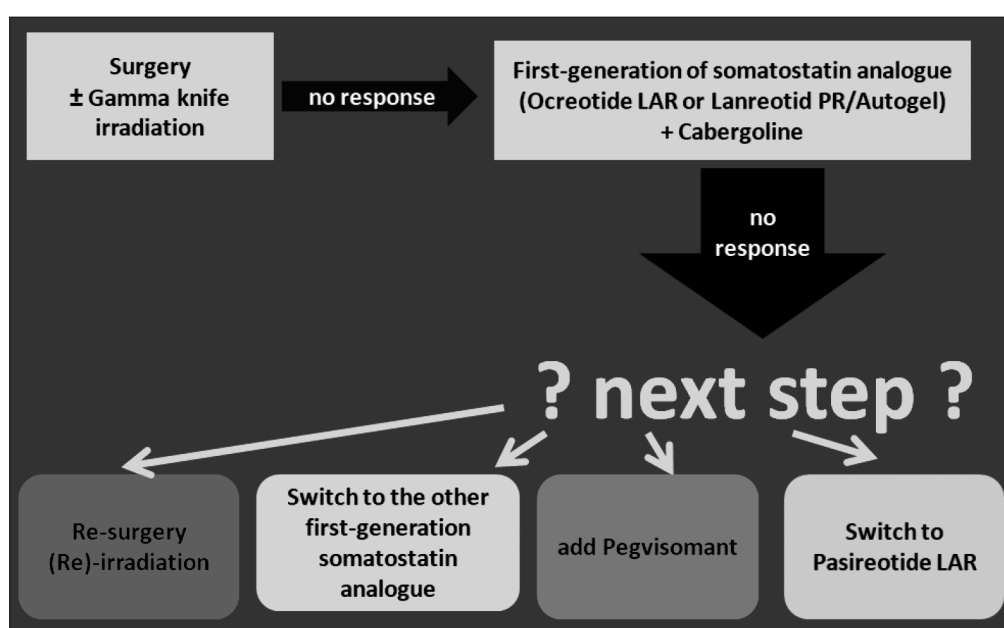 Surgery
± Gamma knife
irradiation
no response
First-generation of somatostatin analogue
(Ocreotide LAR or Lanreotid PR/Autogel)
+ Cabergoline
no
response
? next step ?
Re-surgery
(Re)-irradiation
Switch to the other
first-generation
somatostatin
analogue
add Pegvisomant
Switch to
Pasireotide LAR